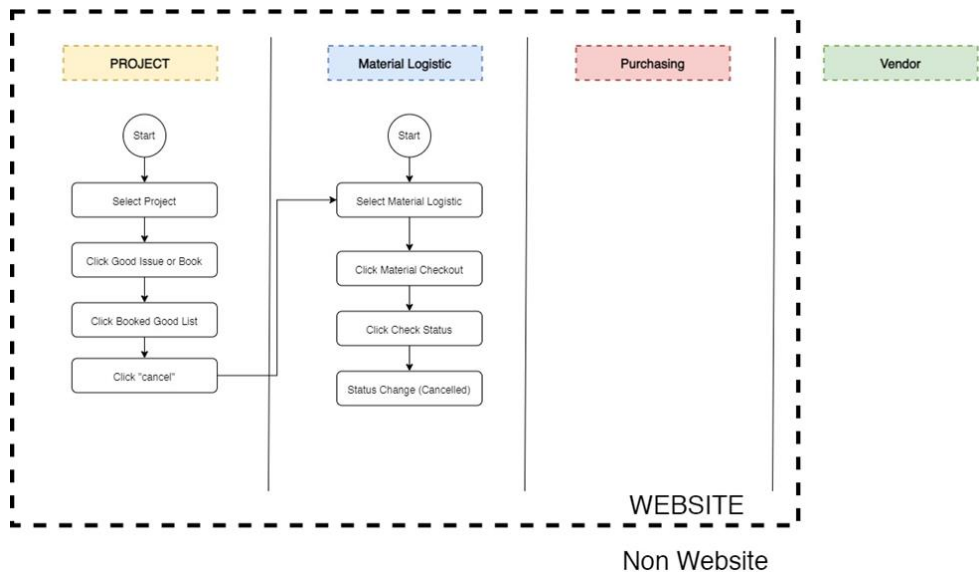 PROJECT
Material Logistic
Purchasing
Vendor
Start
Select Project
Click Good Issue or Book
Click Booked Good List
Click "cancel"
Start
Select Material Logistic
Click Material Checkout
Click Check Status
Status Change (Cancelled)
WEBSITE
Non Website